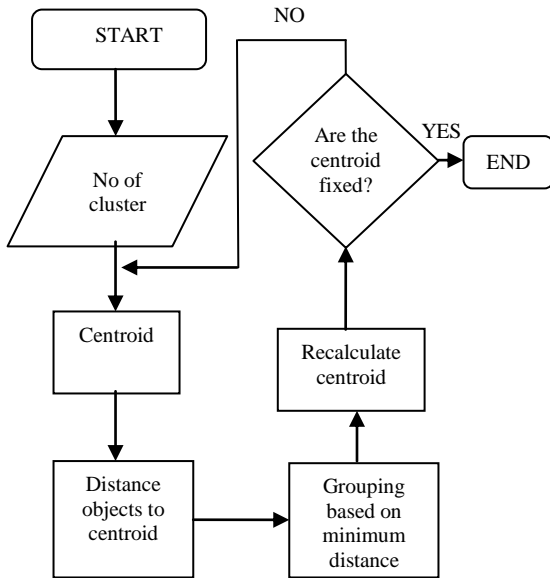 START
No of
cluster
Centroid
Distance
objects to
centroid
Grouping
based on
minimum
distance
Recalculate
centroid
Are the
centroid
fixed?
NO
YES
END